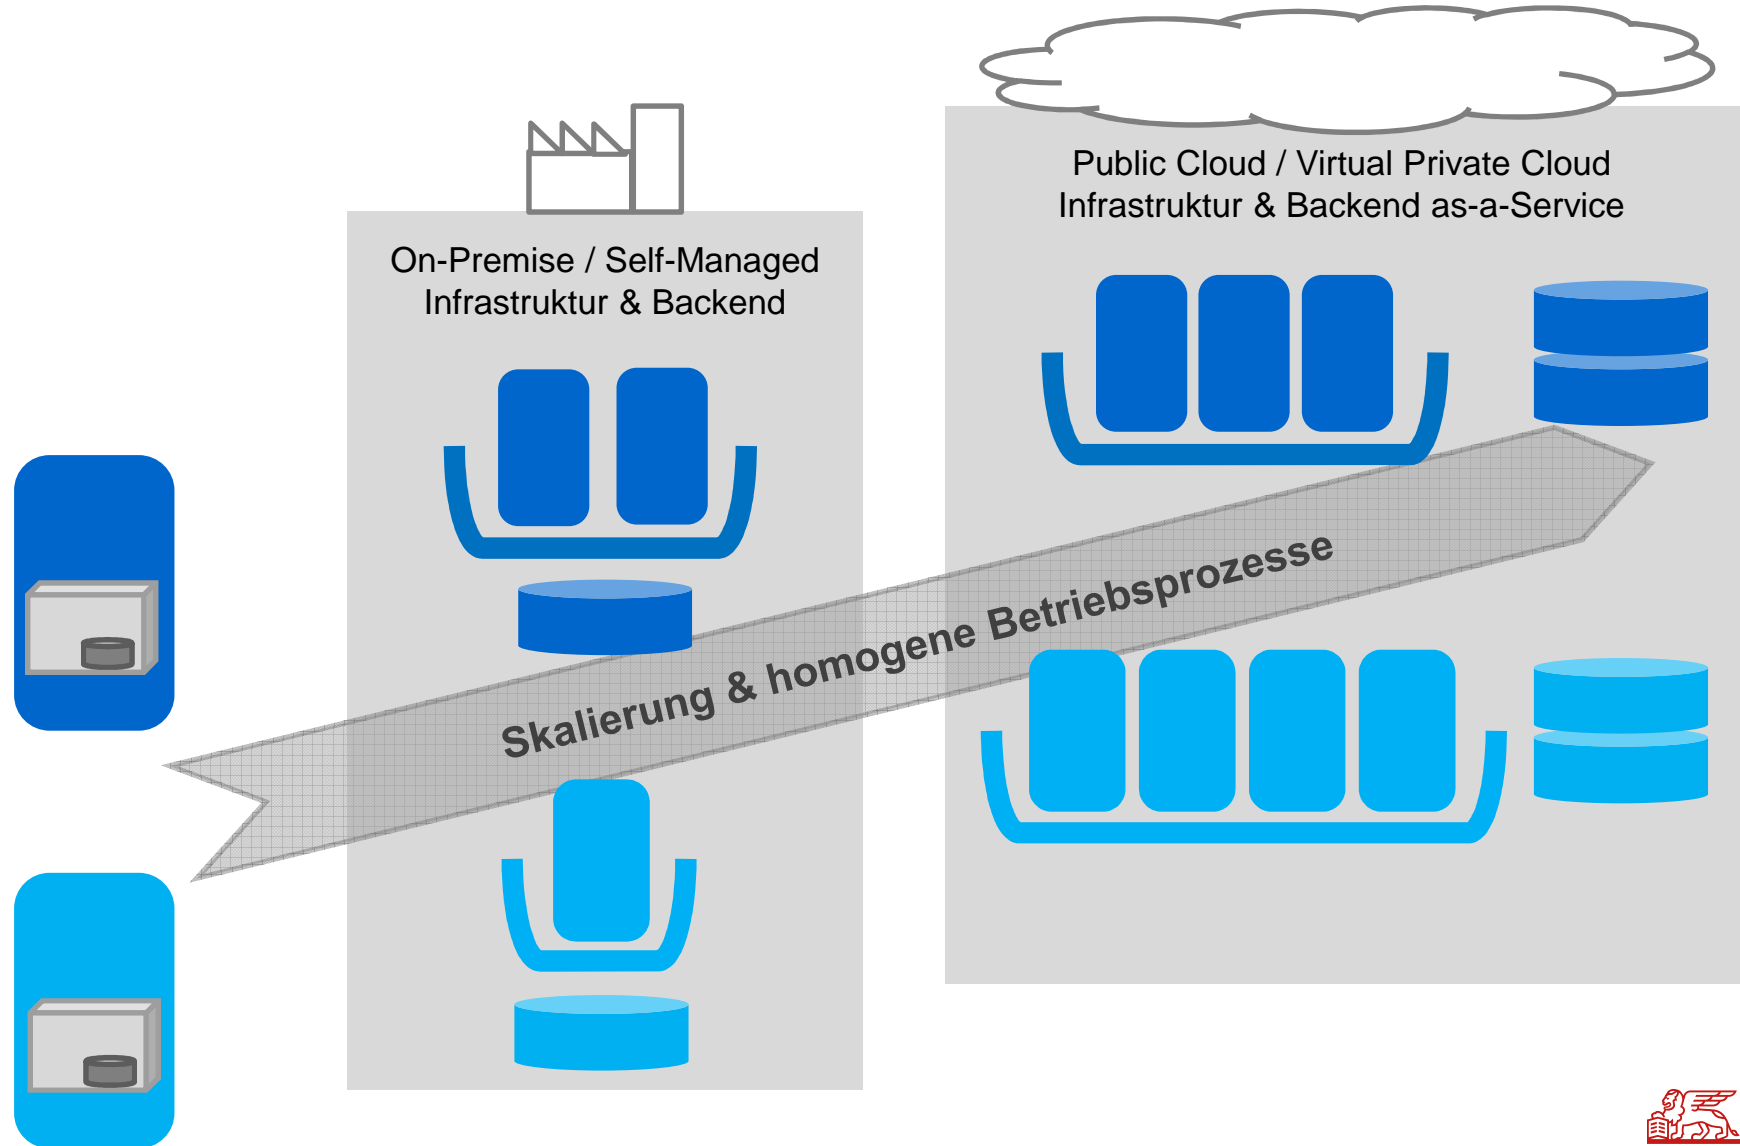 On-Premise / Self-Managed
Infrastruktur & Backend
Public Cloud / Virtual Private Cloud
Infrastruktur & Backend as-a-Service
Skalierung & homogene Betriebsprozesse